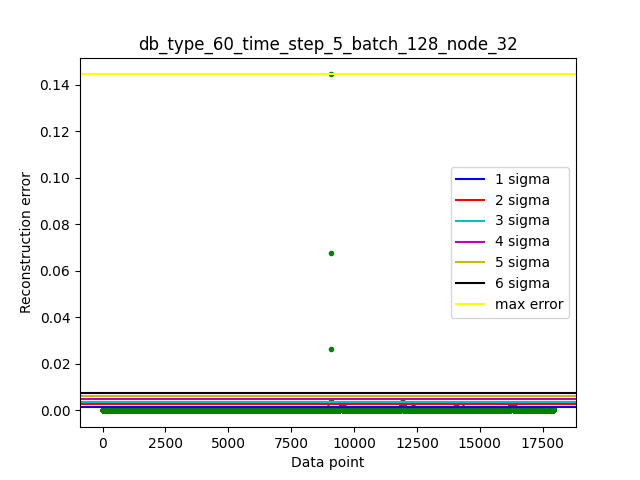 db_type_60_time_step_5_batch_128_node_32
Reconstruction error
0.14
0.12
0.10
0.08
0.06
0.04
0.02
0.00
1 sigma
2 sigma
3 sigma
4 sigma
5 sigma
6 sigma
max error
0 2500 5000 7500 10000 12500 15000 17500
Data point